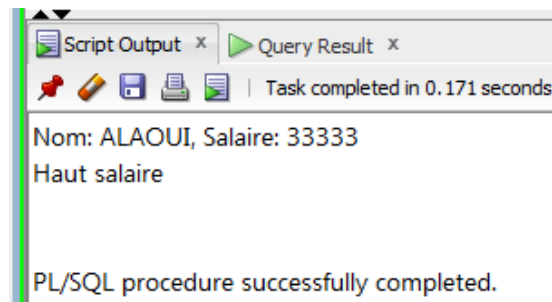 Script Output x Query Result x
Task completed in 0.171 seconds
Nom: ALAOUI, Salaire: 33333
Haut salaire
PL/SQL procedure successfully completed.